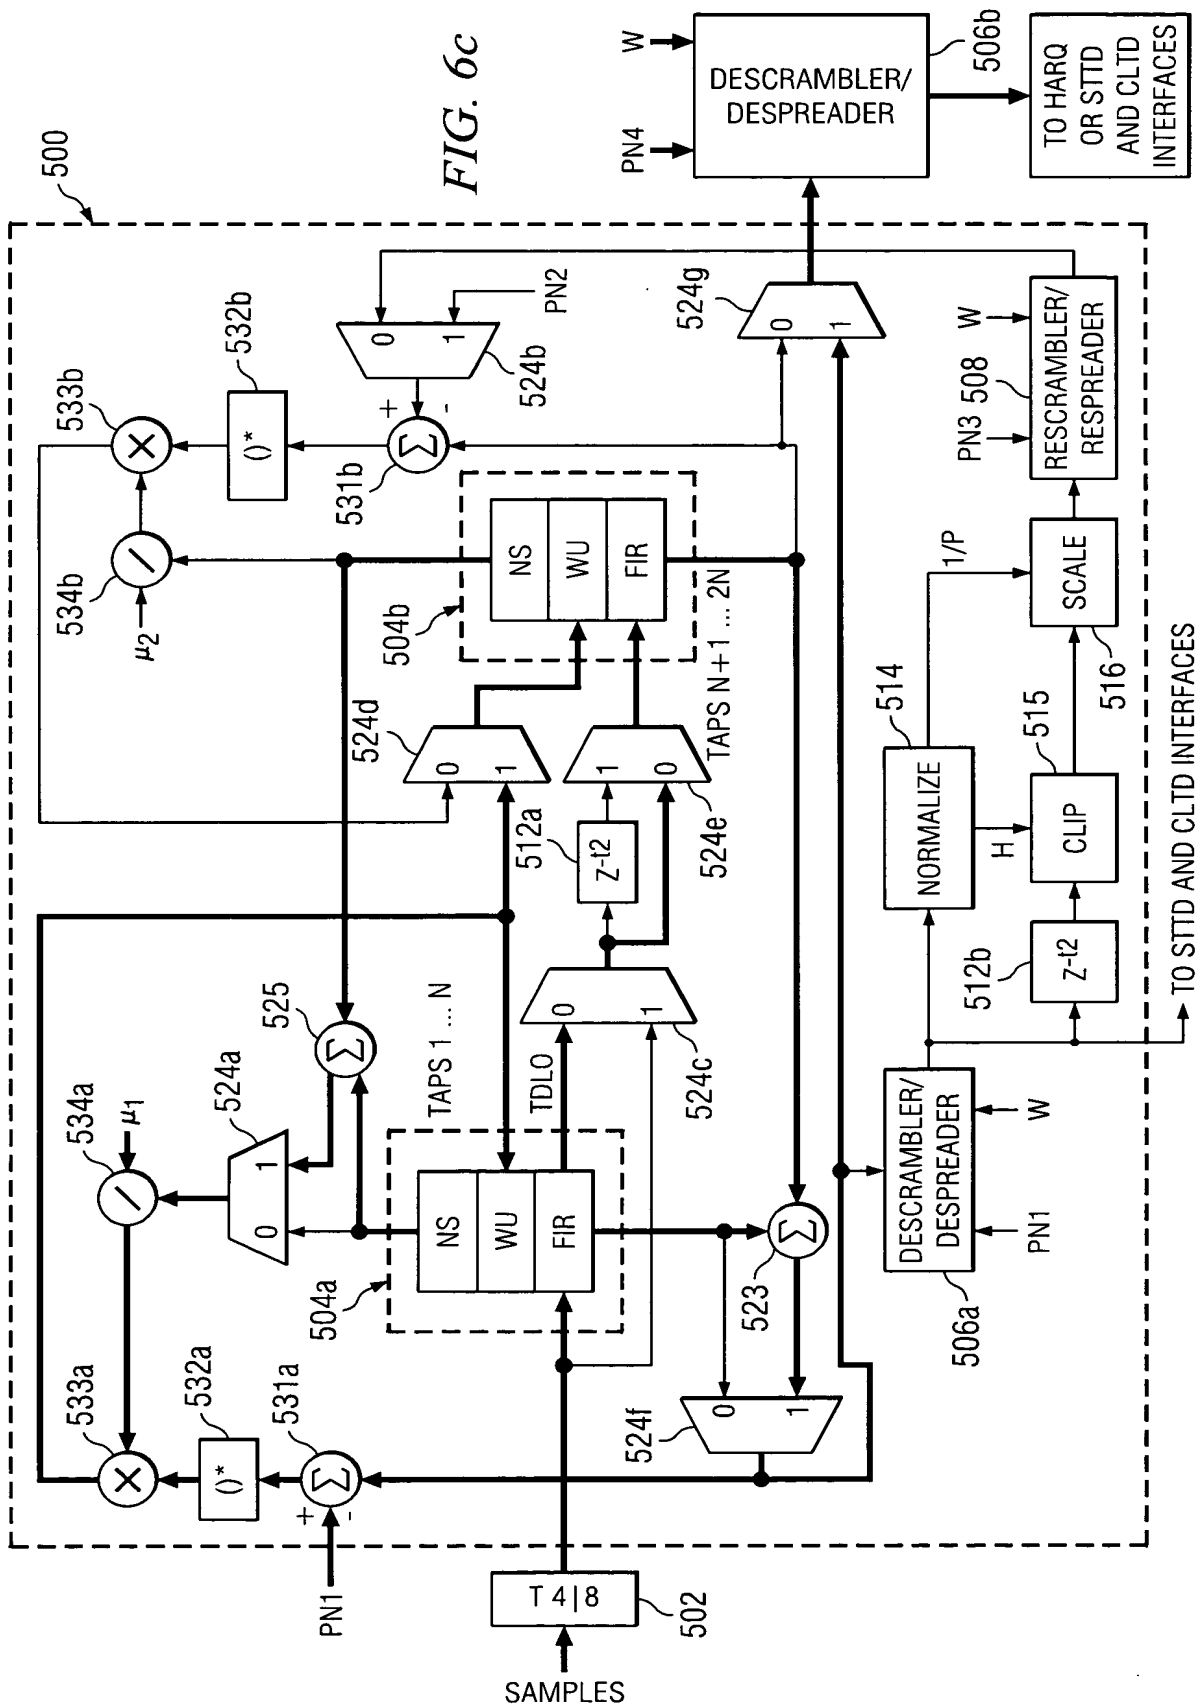 FIG. 6c
500
SAMPLES
T 4|8
502
PN1
+
-
Σ
531a
()*
532a
×
533a
534a
/
μ1
524a
0
1
525
Σ
504a
NS
WU
FIR
TAPS 1 ... N
TDLO
524c
0
1
512a
Z-t2
524d
0
1
524e
1
0
504b
NS
WU
FIR
TAPS N+1 ... 2N
μ2
534b
/
533b
×
532b
()*
531b
Σ
+
-
524b
0
1
PN2
523
Σ
524f
0
1
524g
0
1
506a
DESCRAMBLER/
DESPREADER
PN1
W
512b
Z-t2
514
NORMALIZE
H
1/P
515
CLIP
516
SCALE
508
RESCRAMBLER/
RESPREADER
PN3
W
TO STTD AND CLTD INTERFACES
PN4
W
DESCRAMBLER/
DESPREADER
506b
TO HARQ
OR STTD
AND CLTD
INTERFACES